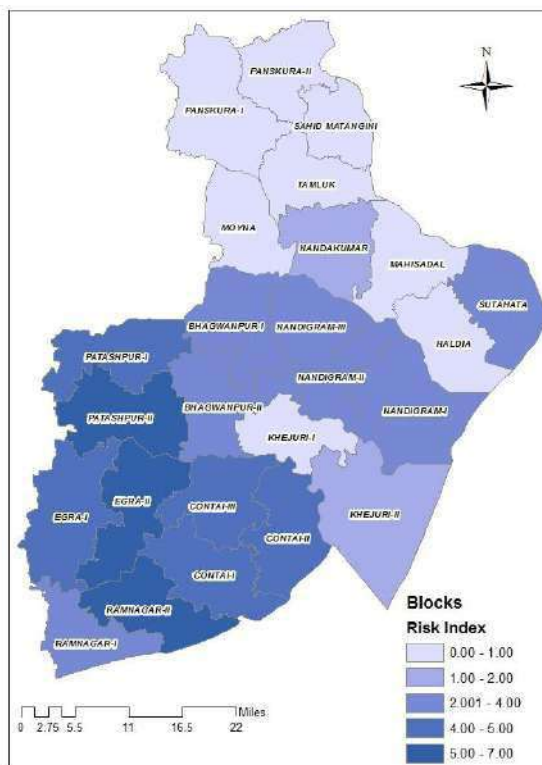 N
PANSKURA-II
PANSKURA-I
SAHID MATANGINI
TAMLUK
MOYNA
NANDAKUMAR
MAHISADAL
SUTAHATA
BHAGWANPUR-I
NANDIGRAM-III
HALDIA
PATASHPUR-I
NANDIGRAM-II
PATASHPUR-II
BHAGWANPUR-II
NANDIGRAM-I
KHEJURI-I
EGRA-II
CONTAI-III
EGRA-I
KHEJURI-II
CONTAI-II
CONTAI-I
RAMNAGAR-II
RAMNAGAR-I
Blocks
Risk Index
0.00 - 1.00
1.00 - 2.00
2.001 - 4.00
4.00 - 5.00
5.00 - 7.00
Miles
0 2.75 5.5 11 16.5 22